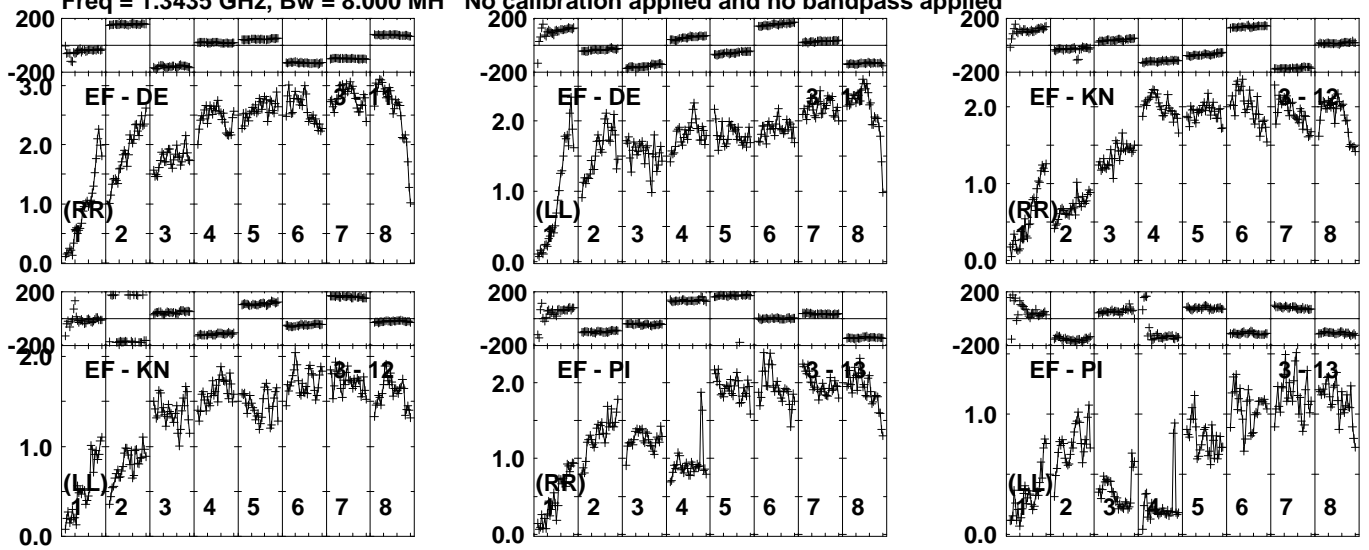 Freq = 1.3435 GHz, Bw = 8.000 MH No calibration applied and no bandpass applied
200
-200
EF - DE
3 - 11
3.0
2.0
1.0
0.0
(RR)
1 2 3 4 5 6 7 8
200
-200
EF - DE
3 - 11
2.0
1.0
0.0
(LL)
1 2 3 4 5 6 7 8
200
-200
EF - KN
3 - 12
2.0
1.0
0.0
(RR)
1 2 3 4 5 6 7 8
200
-200
EF - KN
3 - 12
2.0
1.0
0.0
(LL)
1 2 3 4 5 6 7 8
200
-200
EF - PI
3 - 13
2.0
1.0
0.0
(RR)
1 2 3 4 5 6 7 8
200
-200
EF - PI
3 - 13
1.0
0.0
(LL)
1 2 3 4 5 6 7 8